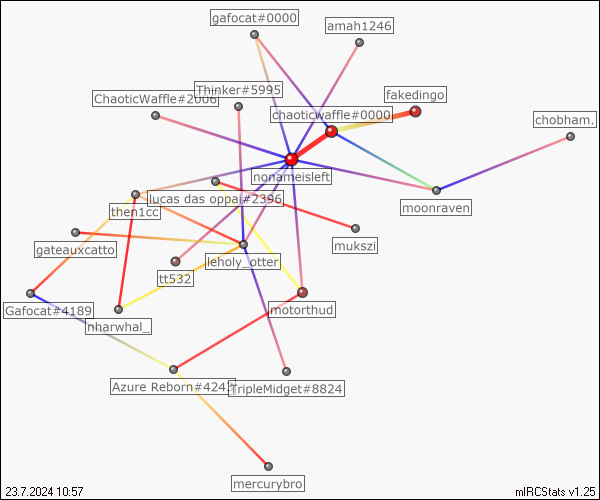 gafocat#0000
amah1246
Thinker#5995
fakedingo
ChaoticWaffle#2006
chaoticwaffle#0000
chobham.
nonameisleft
lucas das oppai#2396
then1cc
moonraven
mukszi
gateauxcatto
leholy_otter
tt532
Gafocat#4189
motorthud
nharwhal_
Azure Reborn#424
TripleMidget#8824
mercurybro
23.7.2024 10:57
mIRCStats v1.25